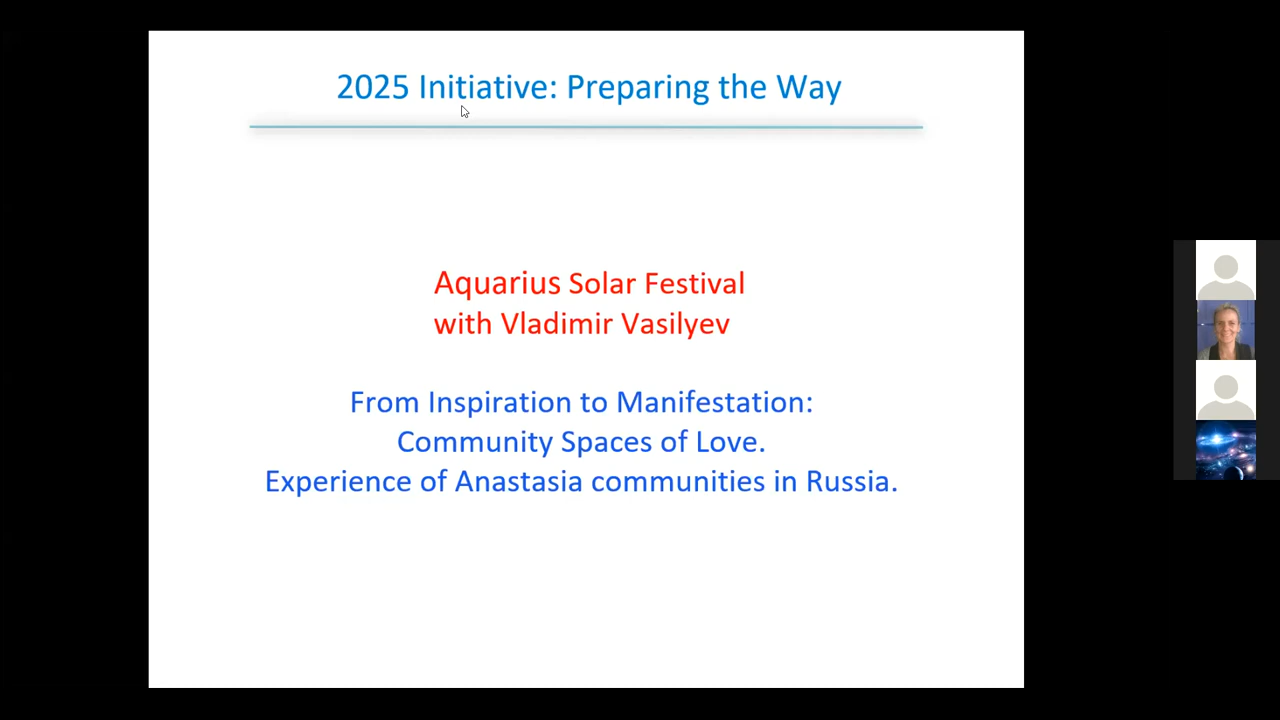 2025 Initiative: Preparing the Way
Aquarius Solar Festival
with Vladimir Vasilyev
From Inspiration to Manifestation:
Community Spaces of Love.
Experience of Anastasia communities in Russia.